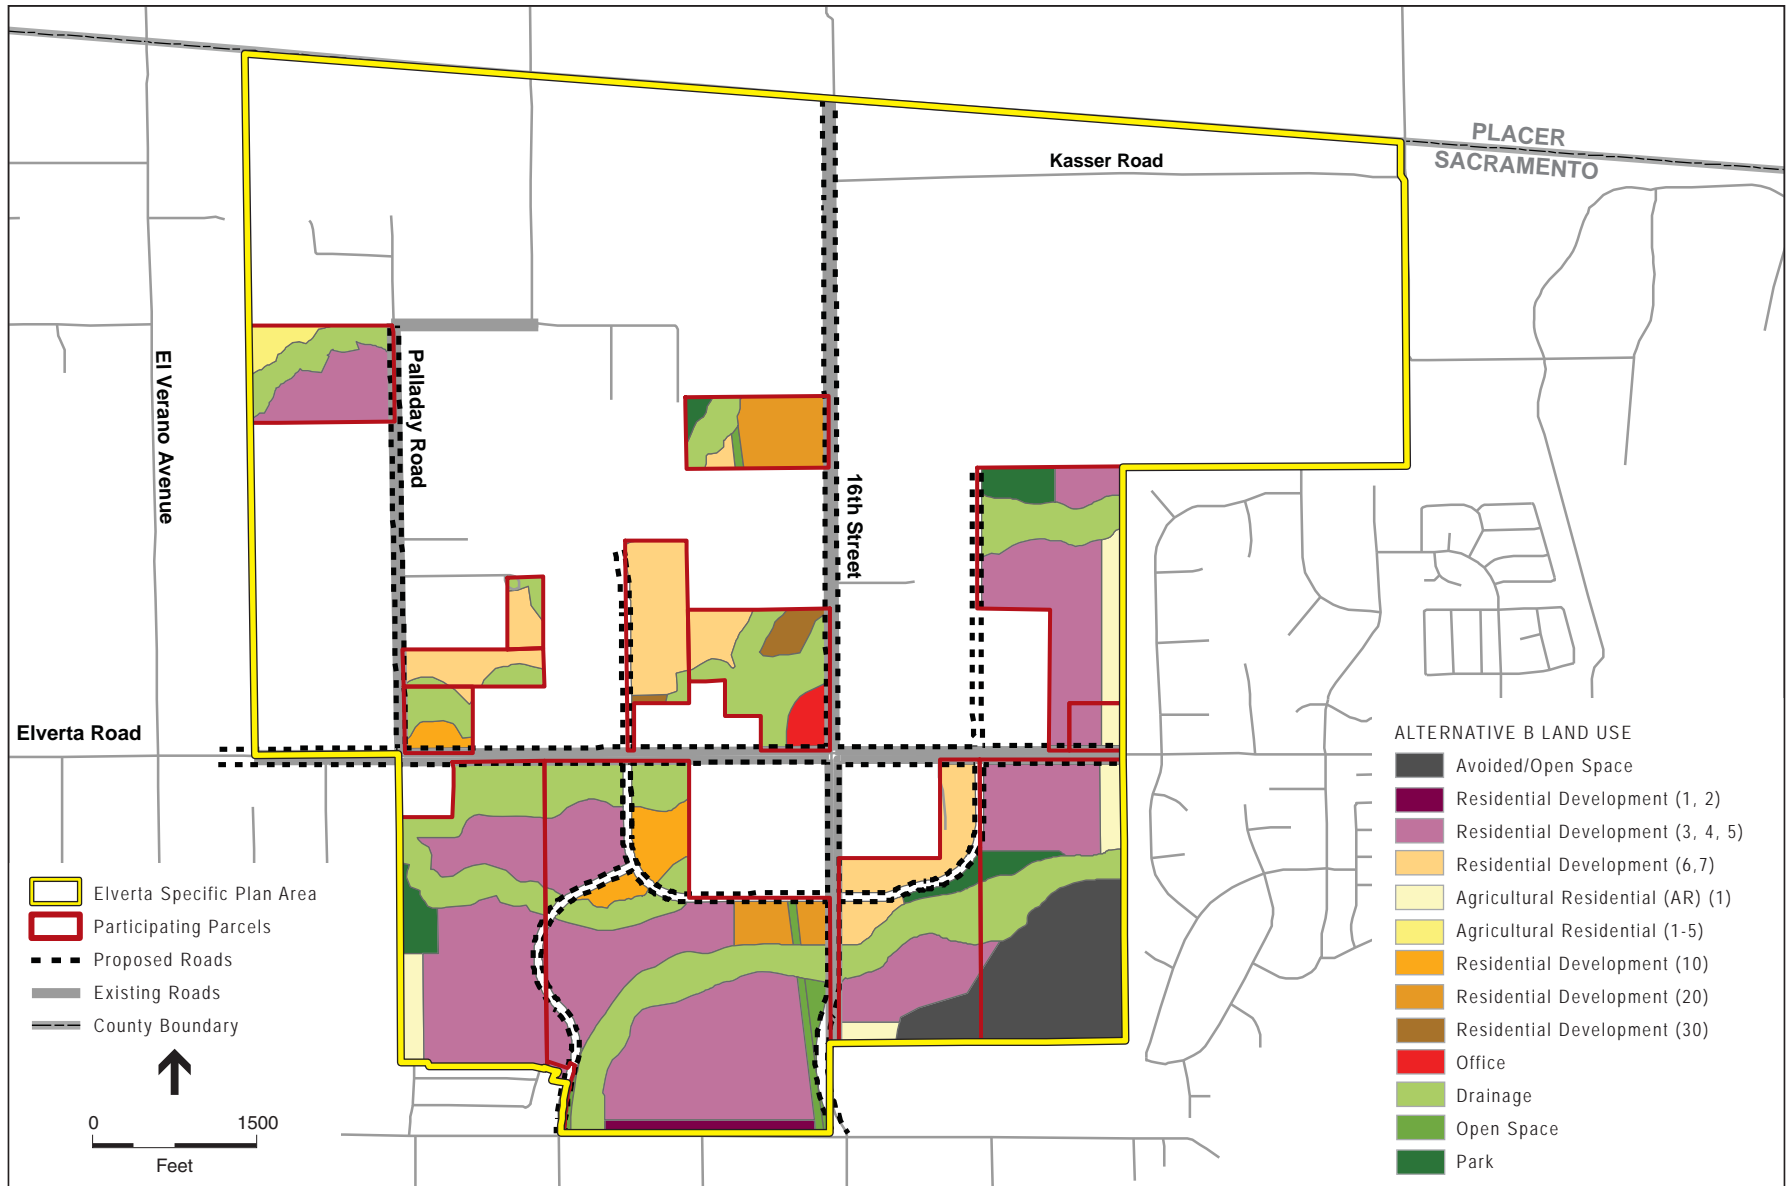 PLACER
SACRAMENTO
Kasser Road
El Verano Avenue
Palladay Road
16th Street
Elverta Road
Elverta Specific Plan Area
Participating Parcels
Proposed Roads
Existing Roads
County Boundary
0 1500
Feet
ALTERNATIVE B LAND USE
Avoided/Open Space
Residential Development (1, 2)
Residential Development (3, 4, 5)
Residential Development (6,7)
Agricultural Residential (AR) (1)
Agricultural Residential (1-5)
Residential Development (10)
Residential Development (20)
Residential Development (30)
Office
Drainage
Open Space
Park